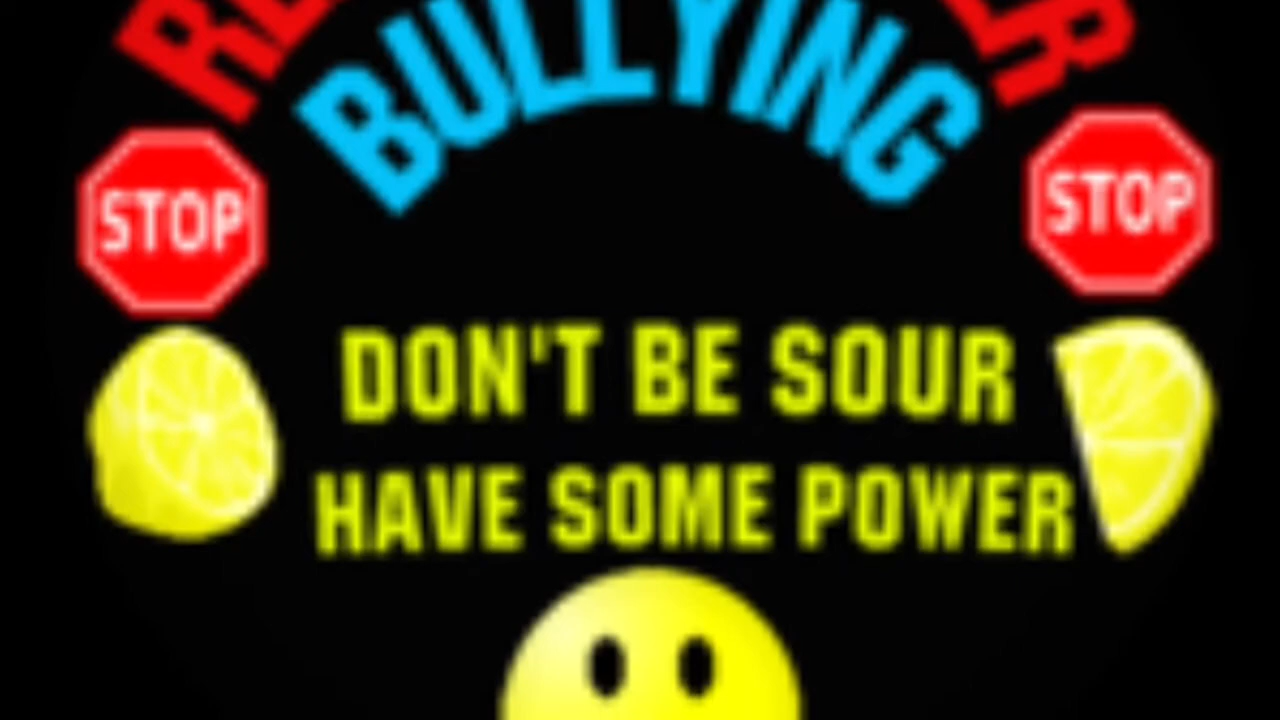 BULLYING
STOP
STOP
DON'T BE SOUR
HAVE SOME POWER